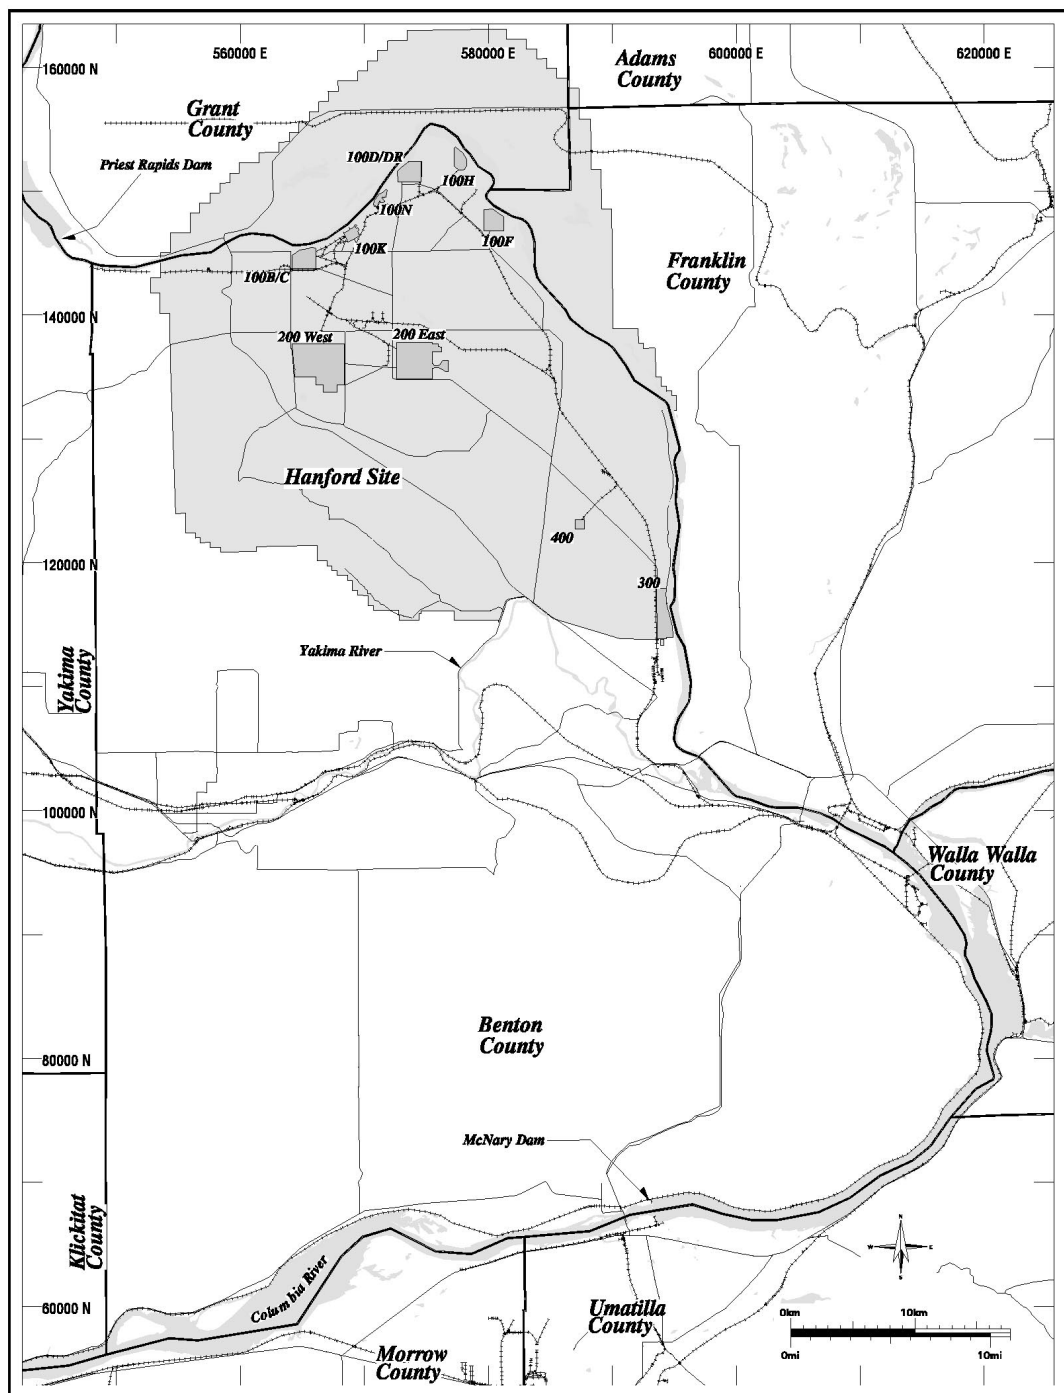 560000 E
580000 E
600000 E
620000 E
160000 N
Adams
County
Grant
County
Priest Rapids Dam
100D/DR
100H
100N
100K
100F
100B/C
Franklin
County
140000 N
200 West
200 East
Hanford Site
400
120000 N
300
Yakima River
Yakima
County
100000 N
Walla Walla
County
Benton
County
80000 N
McNary Dam
Klickitat
County
Columbia River
60000 N
Umatilla
County
Morrow
County
N
W
E
S
0km
10km
0mi
10mi